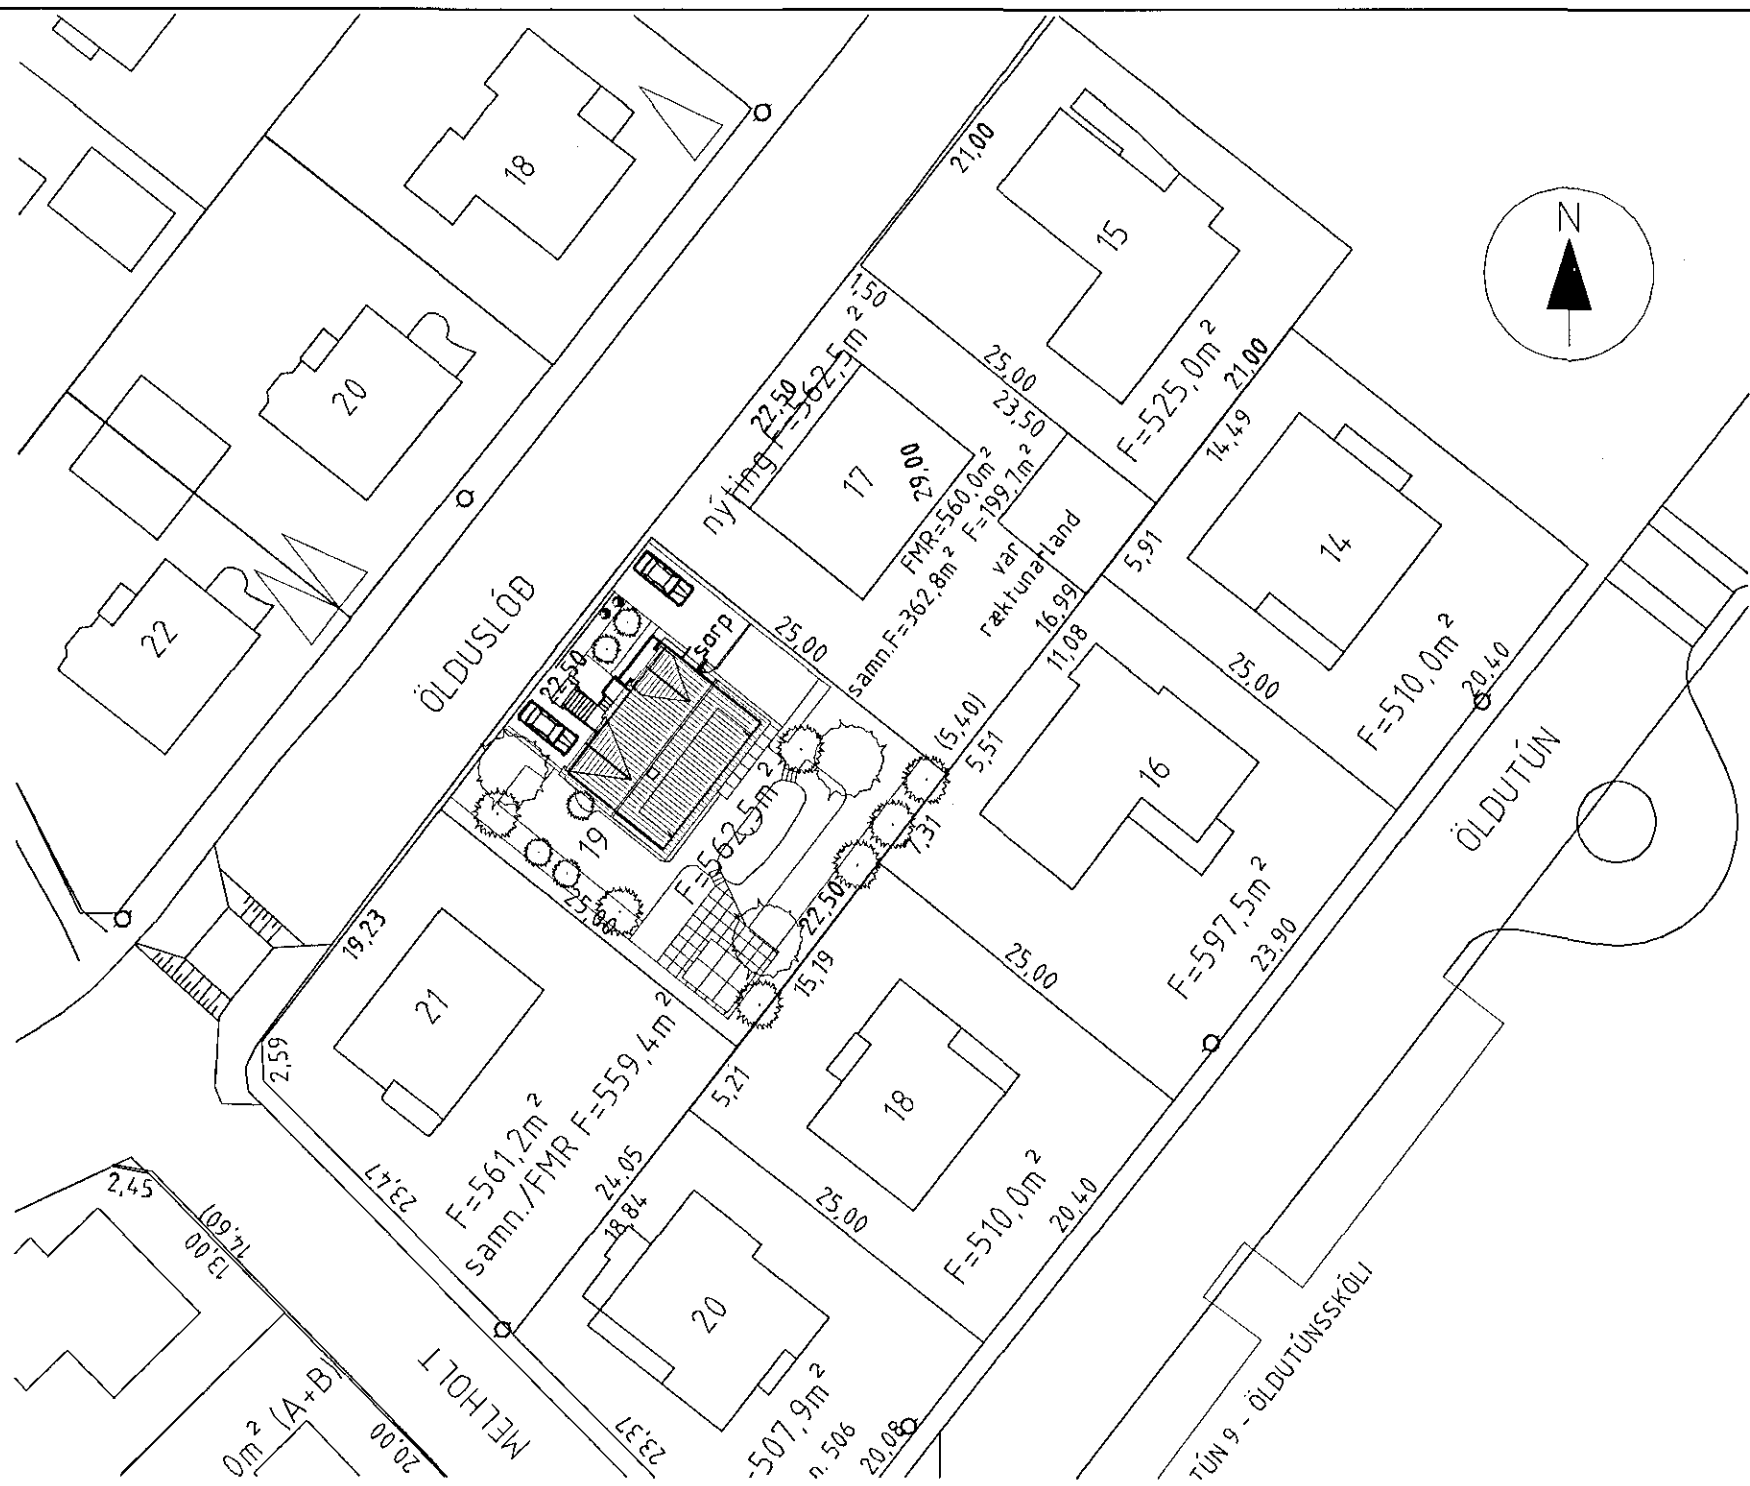 18
21,00
15
N
1,50
20
25,00
23,50
22,50
nýting F=562,5m²
F=525,0m²
21,00
14,49
17
29,00
FMR=560,0m²
samn.F=362,8m²
F=199,7m²
var
ræktunarland
5,91
14
22
ÖLDUSLÓÐ
sorp
25,00
22,50
16,99
11,08
25,00
F=510,0m²
20,40
(5,40)
5,51
16
ÖLDUTÚN
19
F=562,5m²
7,31
25,00
22,50
15,19
F=597,5m²
23,90
25,00
19,23
21
2,59
5,21
18
F=561,2m²
samn./FMR F=559,4m²
23,47
24,05
18,84
25,00
F=510,0m²
20,40
2,45
14,60)
13,00
20
MELHOLT
0m² (A+B)
20,00
23,37
507,9m²
n. 506
20,08
TÚN 9 - ÖLDUTÚNSSKÓLI